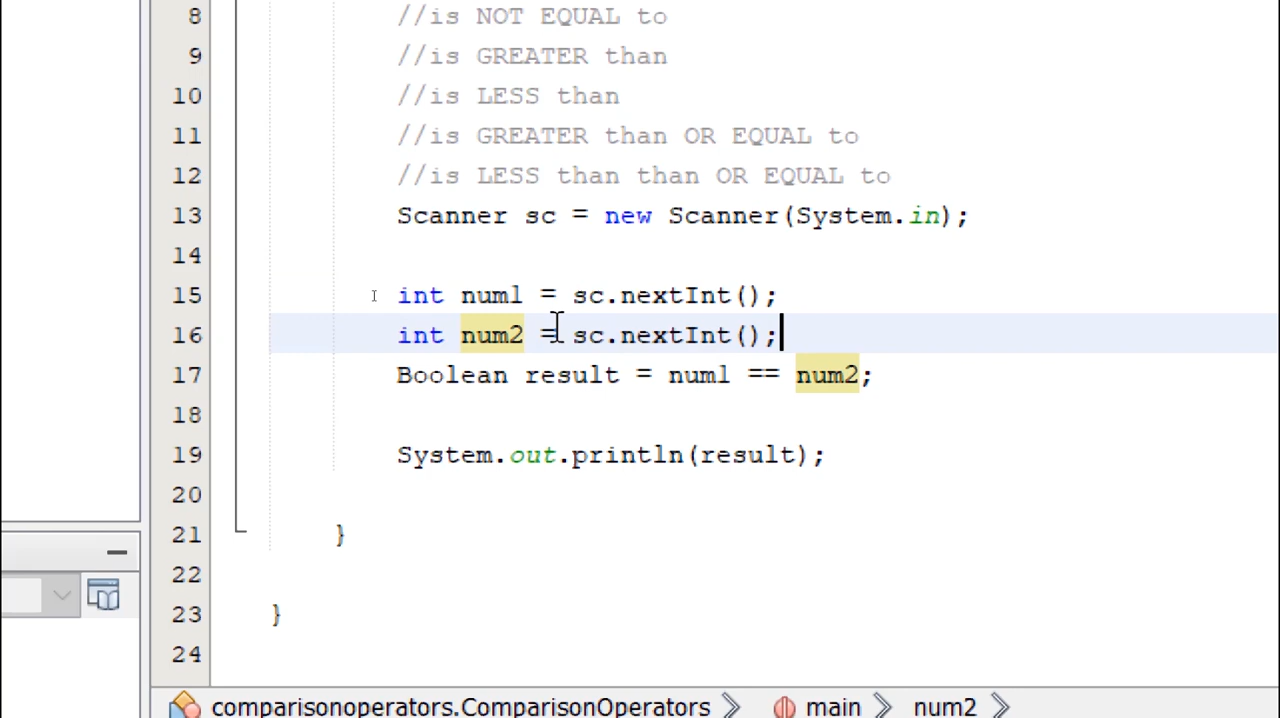 8 //is NOT EQUAL to
9 //is GREATER than
10 //is LESS than
11 //is GREATER than OR EQUAL to
12 //is LESS than than OR EQUAL to
13 Scanner sc = new Scanner(System.in);
14
15 int num1 = sc.nextInt();
16 int num2 = sc.nextInt();
17 Boolean result = num1 == num2;
18
19 System.out.println(result);
20
21 }
22
23 }
24
comparisonoperators.ComparisonOperators main num2